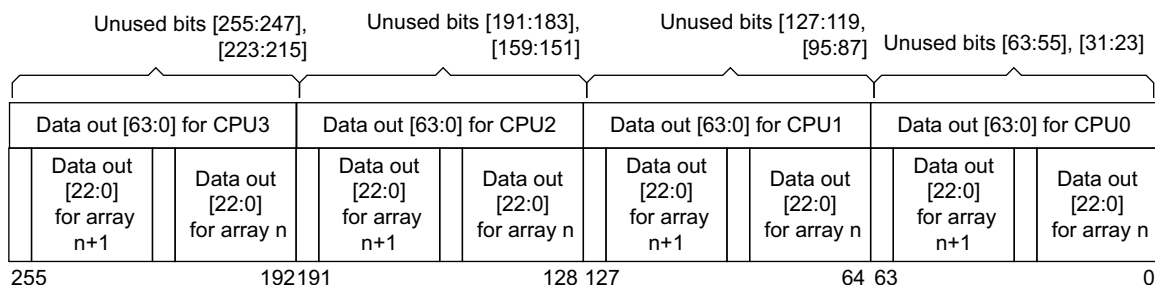 Unused bits [255:247],
[223:215]
Unused bits [191:183],
[159:151]
Unused bits [127:119,
[95:87]
Unused bits [63:55], [31:23]
Data out [63:0] for CPU3
Data out [63:0] for CPU2
Data out [63:0] for CPU1
Data out [63:0] for CPU0
Data out
[22:0]
for array
n+1
Data out
[22:0]
for array n
Data out
[22:0]
for array
n+1
Data out
[22:0]
for array n
Data out
[22:0]
for array
n+1
Data out
[22:0]
for array n
Data out
[22:0]
for array
n+1
Data out
[22:0]
for array n
255 192 191 128 127 64 63 0